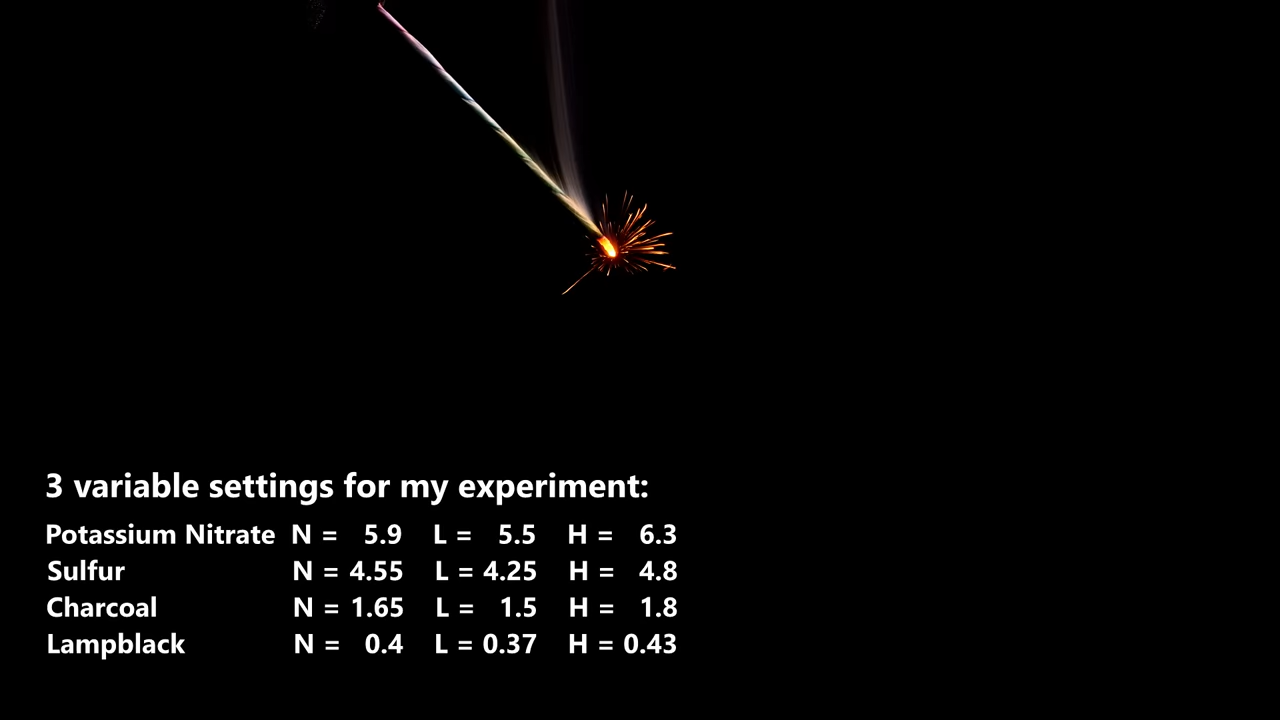 3 variable settings for my experiment:
Potassium Nitrate N = 5.9 L = 5.5 H = 6.3
Sulfur N = 4.55 L = 4.25 H = 4.8
Charcoal N = 1.65 L = 1.5 H = 1.8
Lampblack N = 0.4 L = 0.37 H = 0.43